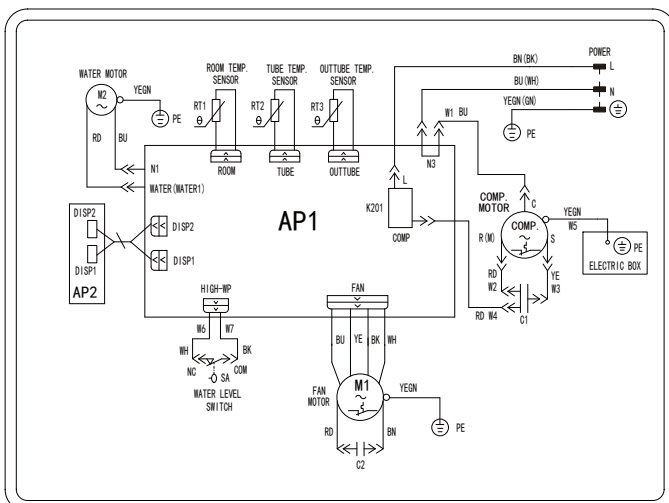 POWER
BN(BK)
L
ROOM TEMP. SENSOR
TUBE TEMP. SENSOR
OUTTUBE TEMP. SENSOR
WATER MOTOR
YEGN
BU(WH)
N
M2
RT1
RT2
RT3
θ
θ
θ
YEGN(GN)
W1
BU
PE
PE
RD
BU
N1
ROOM
TUBE
OUTTUBE
N3
WATER(WATER1)
L
K201
COMP
C
COMP. MOTOR
COMP.
YEGN
W5
R(M)
S
PE
ELECTRIC BOX
DISP2
DISP2
AP1
DISP1
DISP1
AP2
RD
W2
YE
W3
HIGH-WP
FAN
RD W4
C1
W6
W7
BU
YE
BK
WH
WH
BK
NC
COM
SA
WATER LEVEL SWITCH
M1
YEGN
FAN MOTOR
PE
RD
BN
C2